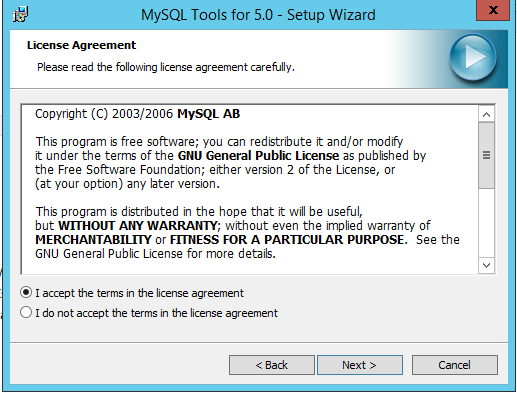 MySQL Tools for 5.0 - Setup Wizard
x
License Agreement
Please read the following license agreement carefully.
Copyright (C) 2003/2006 MySQL AB
This program is free software; you can redistribute it and/or modify
it under the terms of the GNU General Public License as published by
the Free Software Foundation; either version 2 of the License, or
(at your option) any later version.
This program is distributed in the hope that it will be useful,
but WITHOUT ANY WARRANTY; without even the implied warranty of
MERCHANTABILITY or FITNESS FOR A PARTICULAR PURPOSE. See the
GNU General Public License for more details.
I accept the terms in the license agreement
I do not accept the terms in the license agreement
< Back Next > Cancel